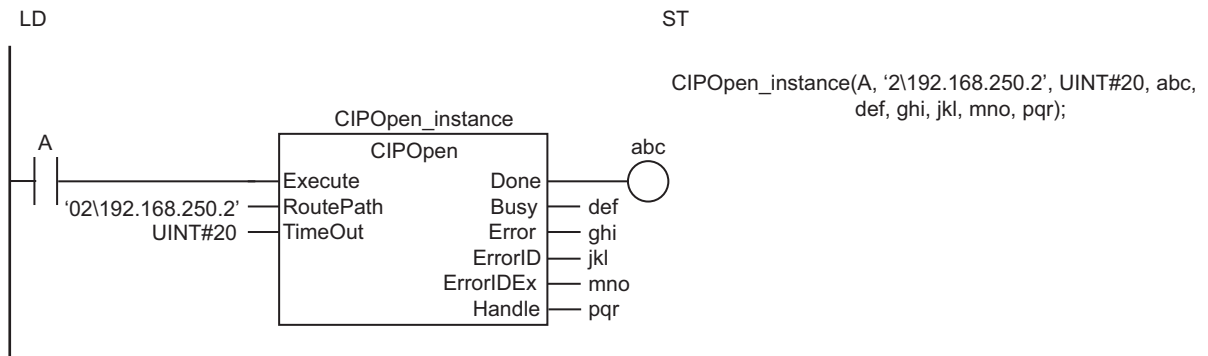 LD
ST
CIPOpen_instance(A, ‘2\192.168.250.2’, UINT#20, abc,
def, ghi, jkl, mno, pqr);
CIPOpen_instance
A
CIPOpen
abc
Execute
Done
‘02\192.168.250.2’
RoutePath
Busy
def
UINT#20
TimeOut
Error
ghi
ErrorID
jkl
ErrorIDEx
mno
Handle
pqr